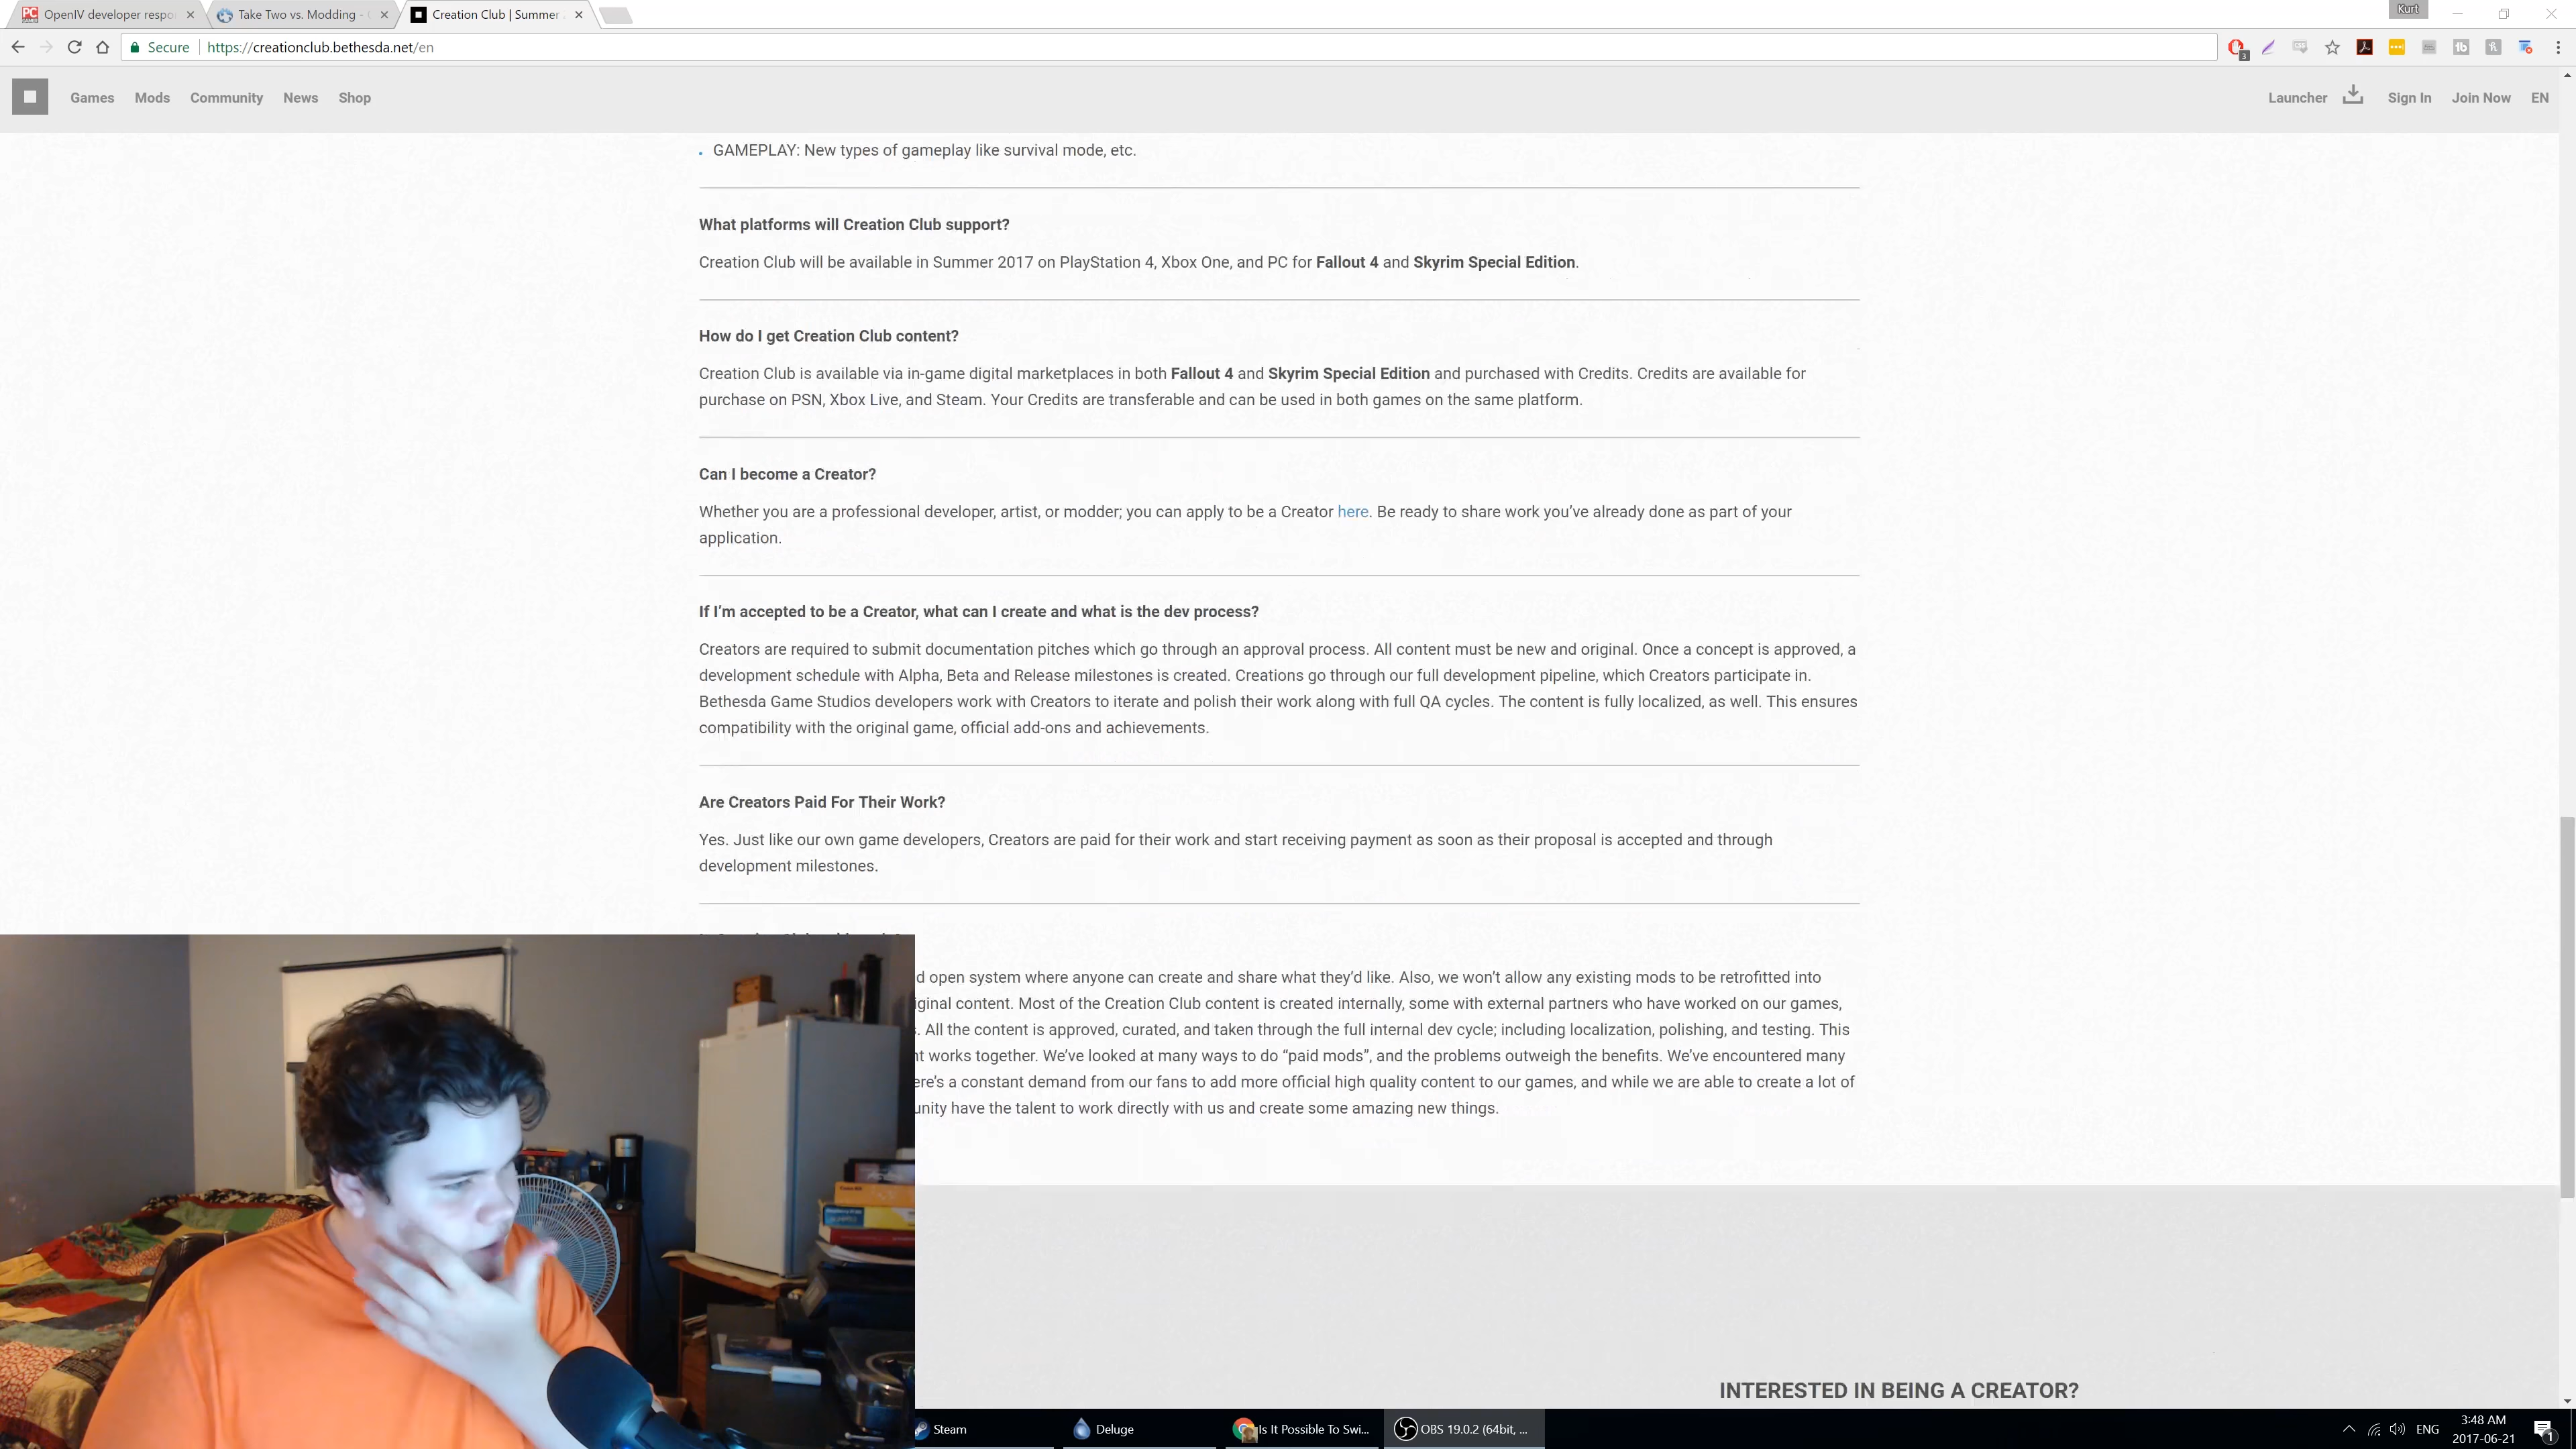 OpenIV developer respo
Take Two vs. Modding -
Creation Club | Summer
Kurt
Secure https://creationclub.bethesda.net/en
3
Games Mods Community News Shop Launcher Sign In Join Now EN
GAMEPLAY: New types of gameplay like survival mode, etc.
What platforms will Creation Club support?
Creation Club will be available in Summer 2017 on PlayStation 4, Xbox One, and PC for Fallout 4 and Skyrim Special Edition.
How do I get Creation Club content?
Creation Club is available via in-game digital marketplaces in both Fallout 4 and Skyrim Special Edition and purchased with Credits. Credits are available for
purchase on PSN, Xbox Live, and Steam. Your Credits are transferable and can be used in both games on the same platform.
Can I become a Creator?
Whether you are a professional developer, artist, or modder; you can apply to be a Creator here. Be ready to share work you’ve already done as part of your
application.
If I’m accepted to be a Creator, what can I create and what is the dev process?
Creators are required to submit documentation pitches which go through an approval process. All content must be new and original. Once a concept is approved, a
development schedule with Alpha, Beta and Release milestones is created. Creations go through our full development pipeline, which Creators participate in.
Bethesda Game Studios developers work with Creators to iterate and polish their work along with full QA cycles. The content is fully localized, as well. This ensures
compatibility with the original game, official add-ons and achievements.
Are Creators Paid For Their Work?
Yes. Just like our own game developers, Creators are paid for their work and start receiving payment as soon as their proposal is accepted and through
development milestones.
d open system where anyone can create and share what they’d like. Also, we won’t allow any existing mods to be retrofitted into
iginal content. Most of the Creation Club content is created internally, some with external partners who have worked on our games,
. All the content is approved, curated, and taken through the full internal dev cycle; including localization, polishing, and testing. This
nt works together. We’ve looked at many ways to do “paid mods”, and the problems outweigh the benefits. We’ve encountered many
ere’s a constant demand from our fans to add more official high quality content to our games, and while we are able to create a lot of
unity have the talent to work directly with us and create some amazing new things.
INTERESTED IN BEING A CREATOR?
Steam Deluge Is It Possible To Swi... OBS 19.0.2 (64bit, ... ENG 3:48 AM
2017-06-21 1